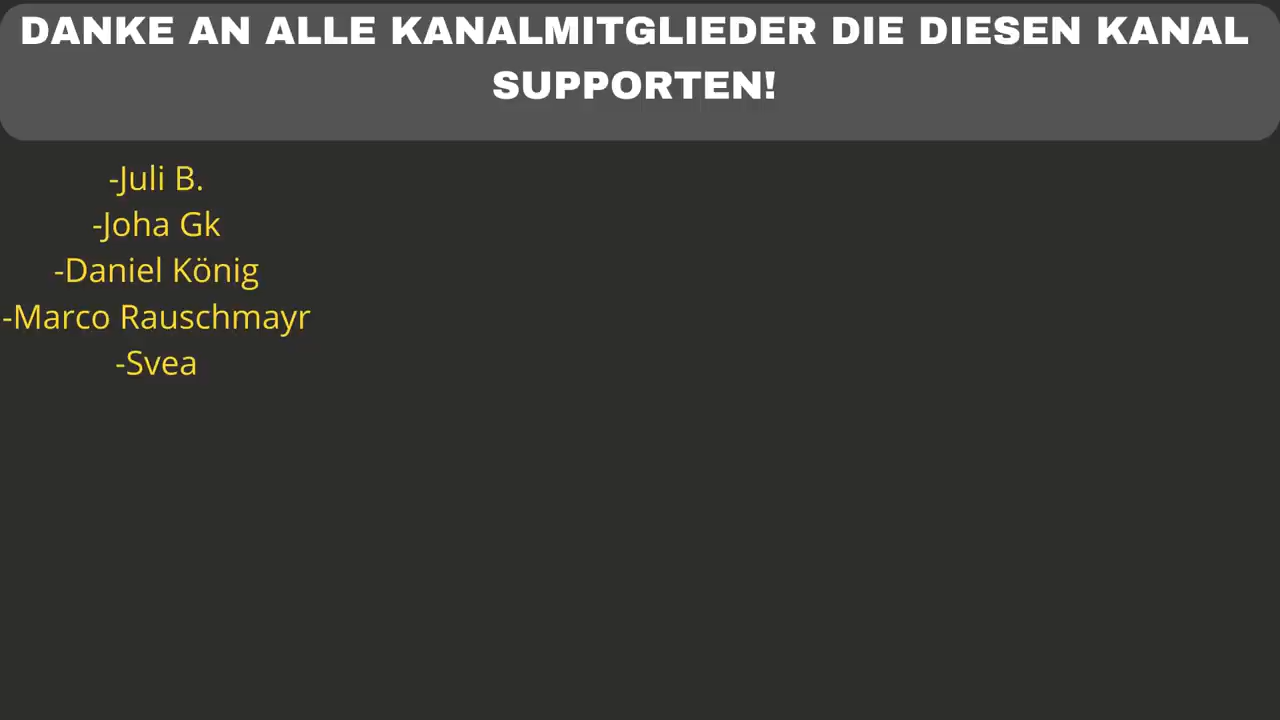 DANKE AN ALLE KANALMITGLIEDER DIE DIESEN KANAL
SUPPORTEN!
-Juli B.
-Joha Gk
-Daniel König
-Marco Rauschmayr
-Svea